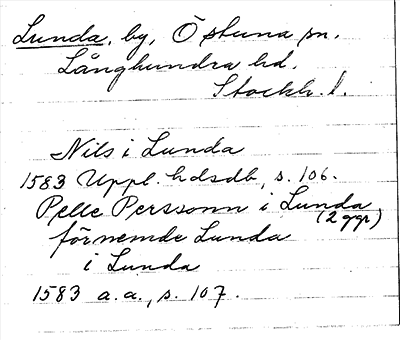 Lunda, by, Östuna sn.
Långhundra hd.
Stockh. l.
Nils i Lunda
1583 Uppl. hdsdb, s. 106.
Pelle Perssonn i Lunda
(2 ggr)
förnemde Lunda
i Lunda
1583 a.a., s. 107.